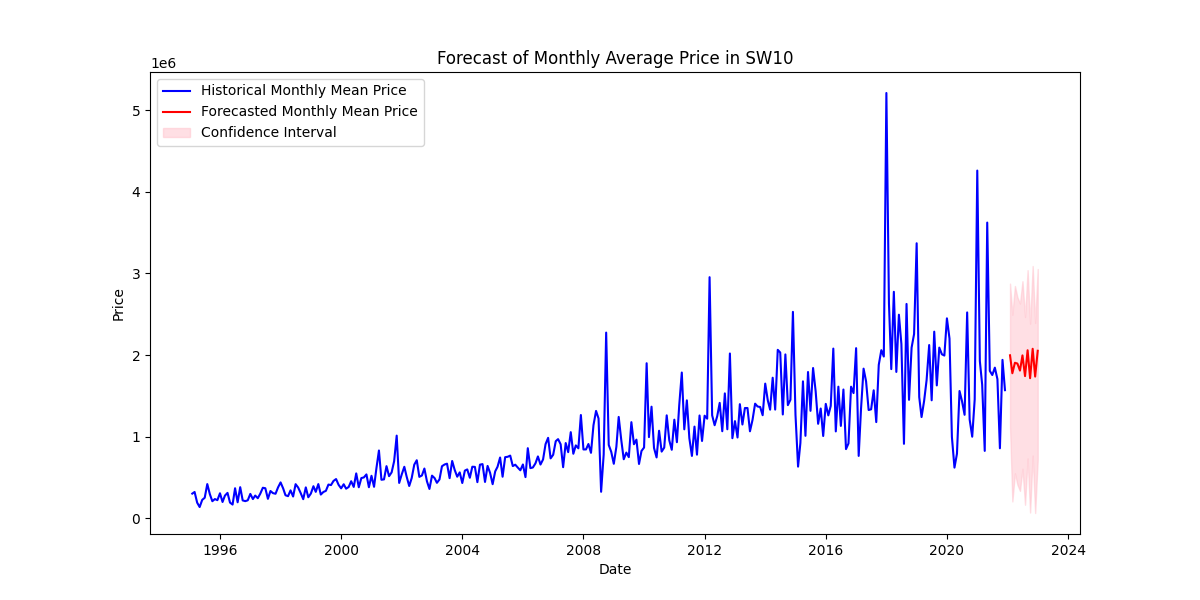 Forecast of Monthly Average Price in SW10
1e6
Historical Monthly Mean Price
Forecasted Monthly Mean Price
Confidence Interval
5
4
3
2
1
0
Price
1996 2000 2004 2008 2012 2016 2020 2024
Date